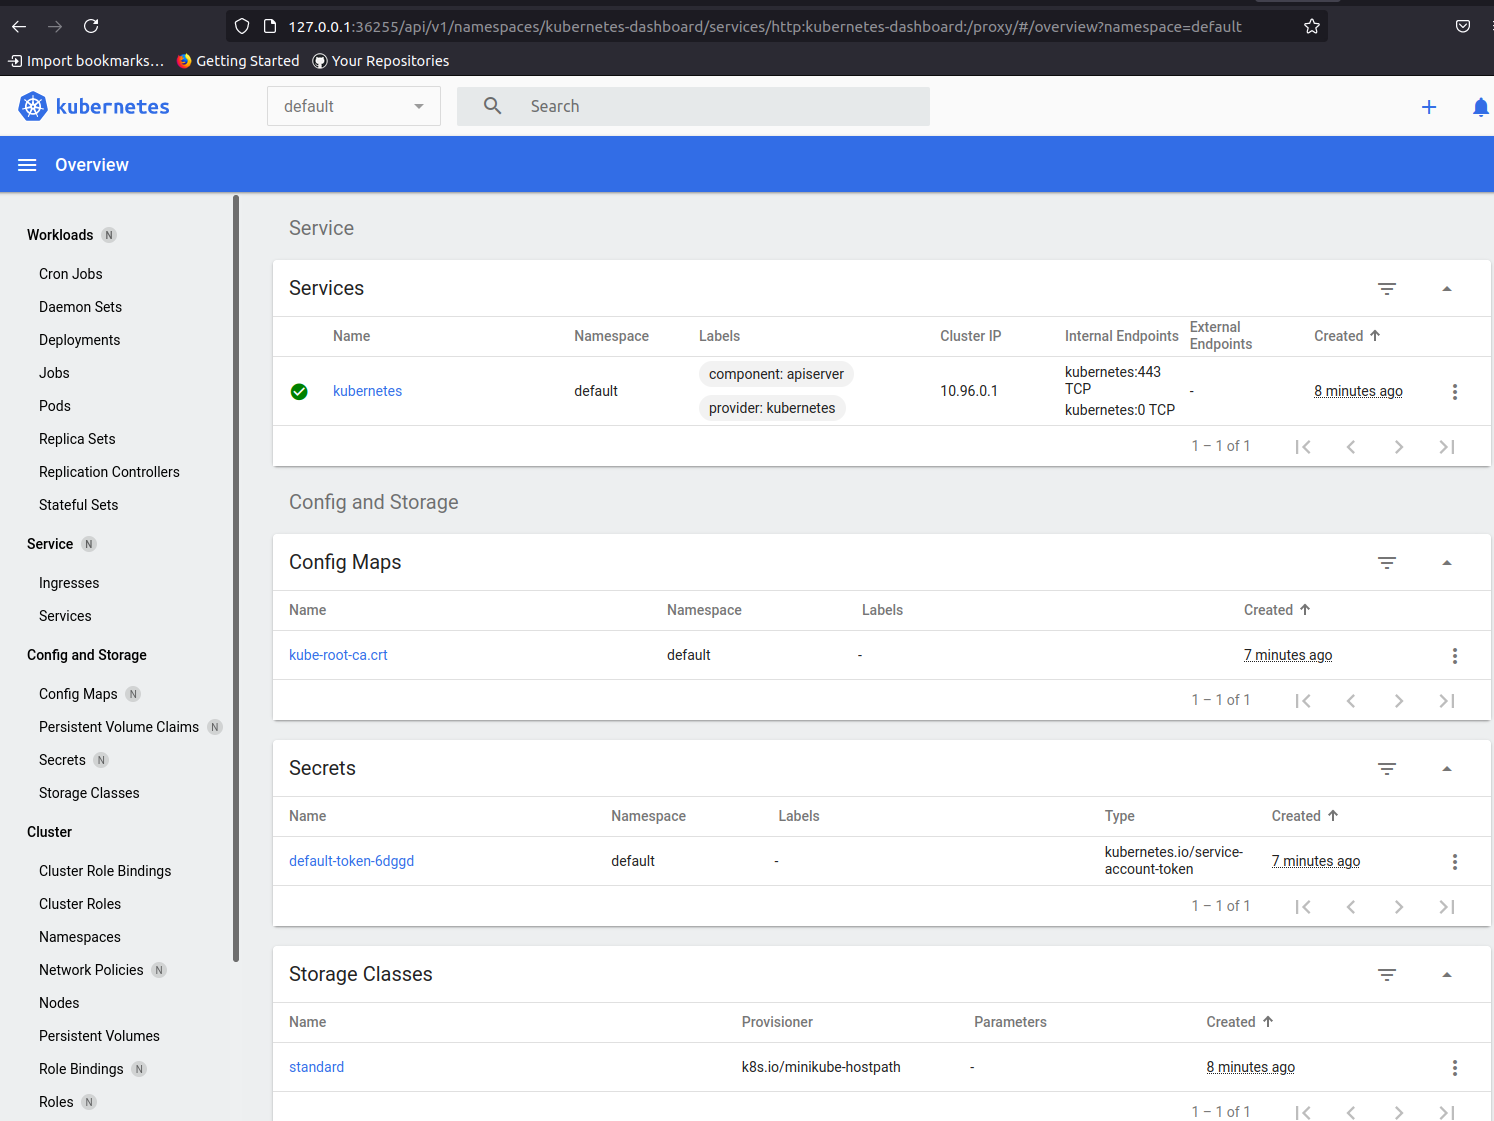 127.0.0.1:36255/api/v1/namespaces/kubernetes-dashboard/services/http:kubernetes-dashboard:/proxy/#/overview?namespace=default
Import bookmarks… Getting Started Your Repositories
kubernetes default Search
Overview
Workloads N
Cron Jobs
Daemon Sets
Deployments
Jobs
Pods
Replica Sets
Replication Controllers
Stateful Sets
Service N
Ingresses
Services
Config and Storage
Config Maps N
Persistent Volume Claims N
Secrets N
Storage Classes
Cluster
Cluster Role Bindings
Cluster Roles
Namespaces
Network Policies N
Nodes
Persistent Volumes
Role Bindings N
Roles N
Service
Services
Name Namespace Labels Cluster IP Internal Endpoints External Endpoints Created
kubernetes default component: apiserver 10.96.0.1 kubernetes:443 TCP - 8 minutes ago
provider: kubernetes kubernetes:0 TCP
1 – 1 of 1
Config and Storage
Config Maps
Name Namespace Labels Created
kube-root-ca.crt default - 7 minutes ago
1 – 1 of 1
Secrets
Name Namespace Labels Type Created
default-token-6dggd default - kubernetes.io/service-account-token 7 minutes ago
1 – 1 of 1
Storage Classes
Name Provisioner Parameters Created
standard k8s.io/minikube-hostpath - 8 minutes ago
1 – 1 of 1